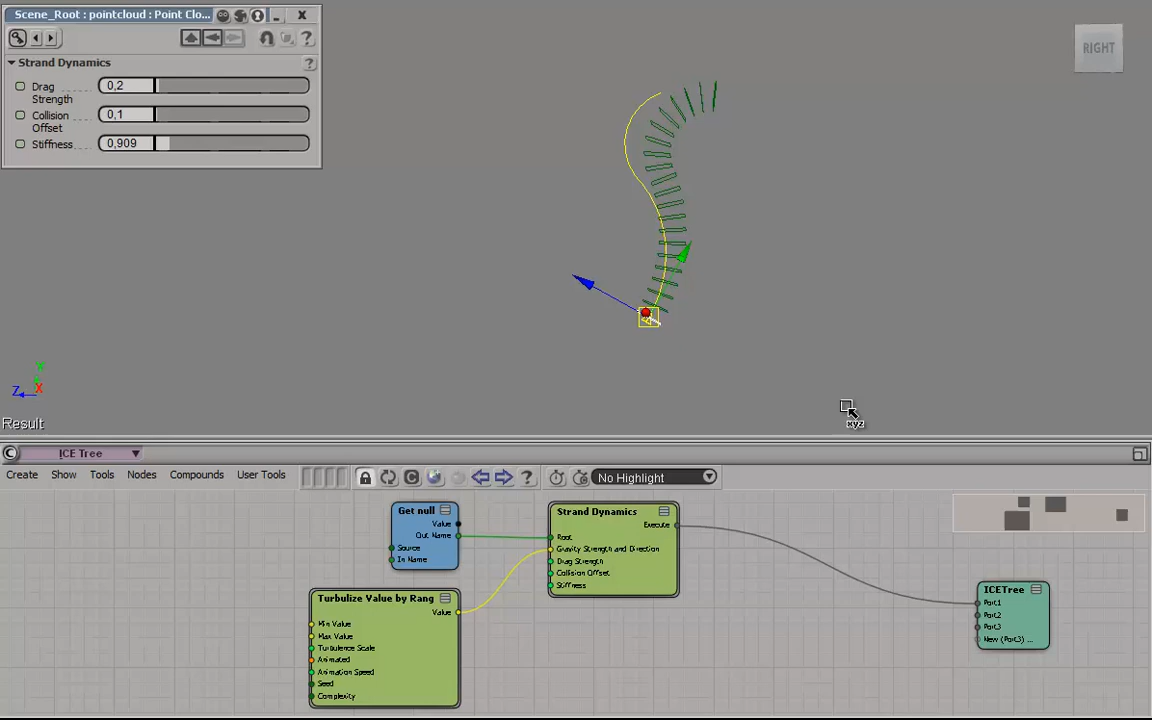 Scene_Root : pointcloud : Point Clo...
Strand Dynamics
Drag Strength 0,2
Collision Offset 0,1
Stiffness 0,909
RIGHT
Y
Z
X
Result
xyz
ICE Tree
Create Show Tools Nodes Compounds User Tools
No Highlight
Get null
Value
Out Name
Source
In Name
Strand Dynamics
Execute
Root
Gravity Strength and Direction
Drag Strength
Collision Offset
Stiffness
Turbulize Value by Rang
Value
Min Value
Max Value
Turbulence Scale
Animated
Animation Speed
Seed
Complexity
ICETree
Port1
Port2
Port3
New (Port3) ...